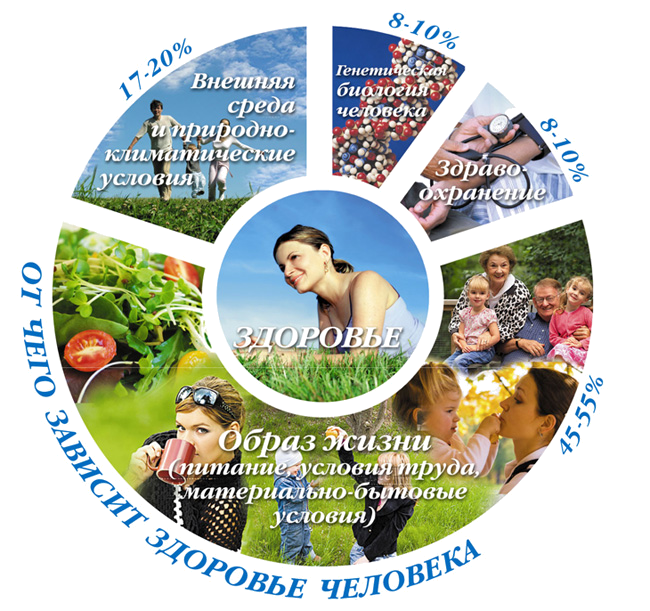 17-20%
Внешняя
среда
и природно-
климатические
условия
8-10%
Генетическая
биология
человека
8-10%
Здраво-
охранение
ЗДОРОВЬЕ
45-55%
Образ жизни
(питание, условия труда,
материально-бытовые
условия)
ОТ ЧЕГО ЗАВИСИТ ЗДОРОВЬЕ ЧЕЛОВЕКА